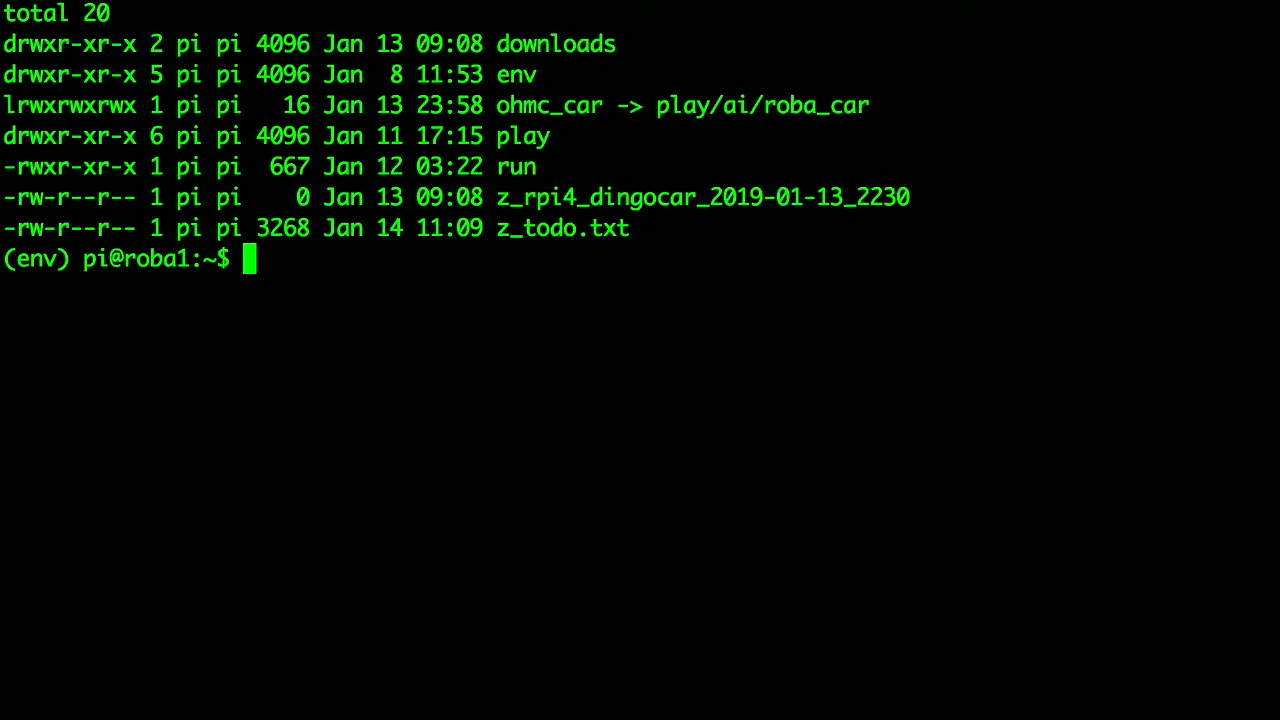 total 20
drwxr-xr-x 2 pi pi 4096 Jan 13 09:08 downloads
drwxr-xr-x 5 pi pi 4096 Jan  8 11:53 env
lrwxrwxrwx 1 pi pi   16 Jan 13 23:58 ohmc_car -> play/ai/roba_car
drwxr-xr-x 6 pi pi 4096 Jan 11 17:15 play
-rwxr-xr-x 1 pi pi  667 Jan 12 03:22 run
-rw-r--r-- 1 pi pi    0 Jan 13 09:08 z_rpi4_dingocar_2019-01-13_2230
-rw-r--r-- 1 pi pi 3268 Jan 14 11:09 z_todo.txt
(env) pi@roba1:~$